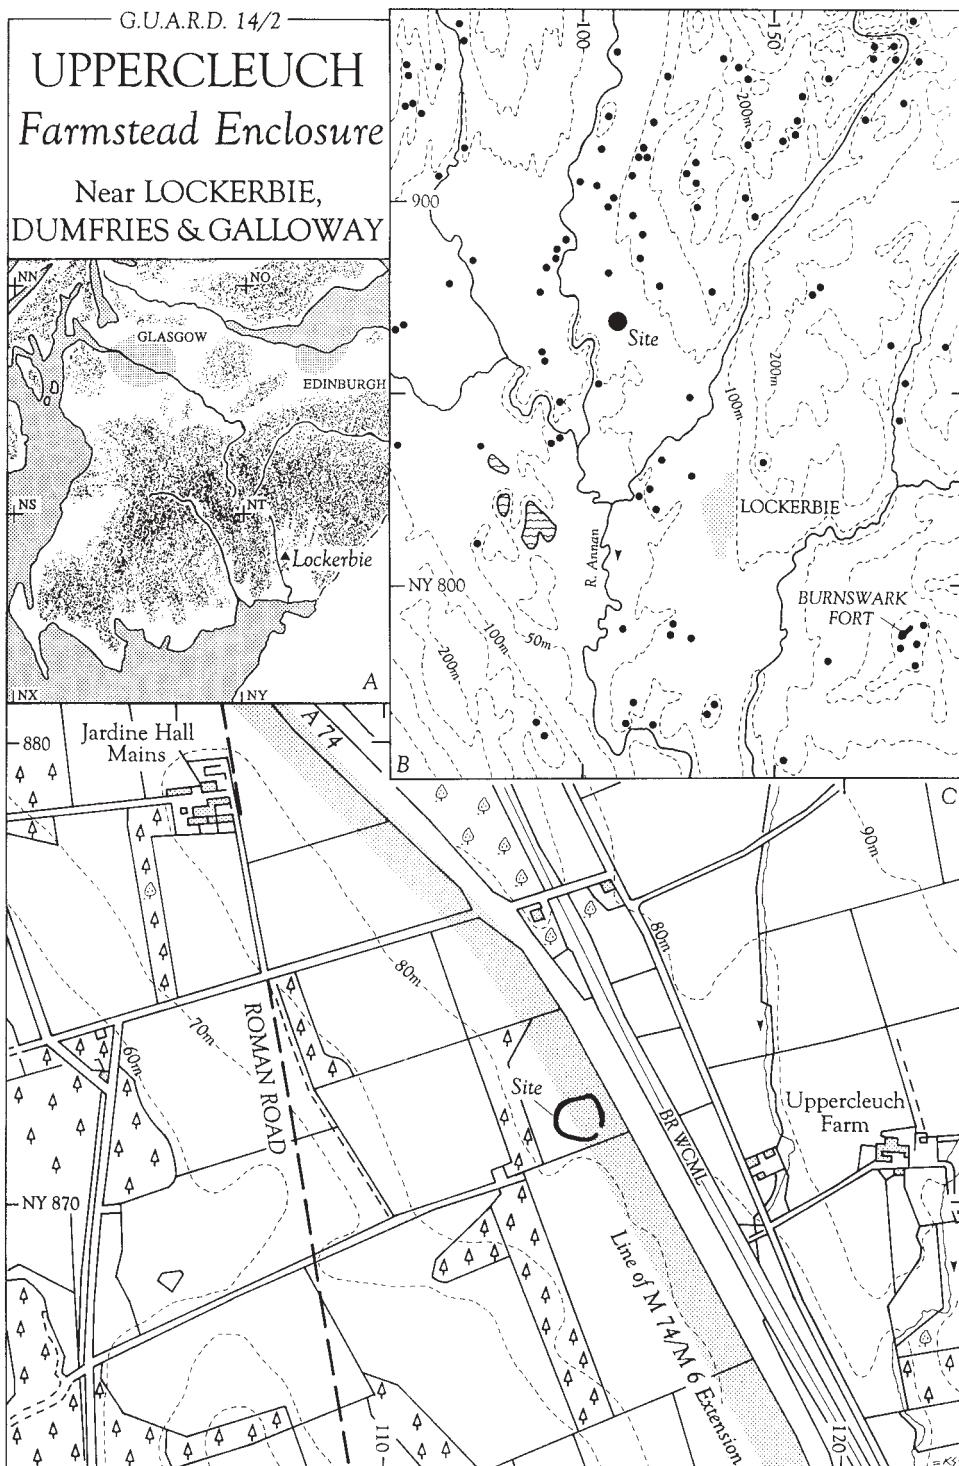 G.U.A.R.D. 14/2
UPPERCLEUCH
Farmstead Enclosure
Near LOCKERBIE,
DUMFRIES & GALLOWAY
NN
NO
GLASGOW
EDINBURGH
NS
NT
Lockerbie
NX
NY
A
100
150
200m
900
Site
200m
100m
LOCKERBIE
R. Annan
NY 800
BURNSWARK
FORT
50m
100m
200m
B
880
Jardine Hall
Mains
A 74
C
90m
80m
80m
70m
60m
ROMAN ROAD
Site
BR WCML
Uppercleuch
Farm
NY 870
Line of M 74/M 6 Extension
110
120